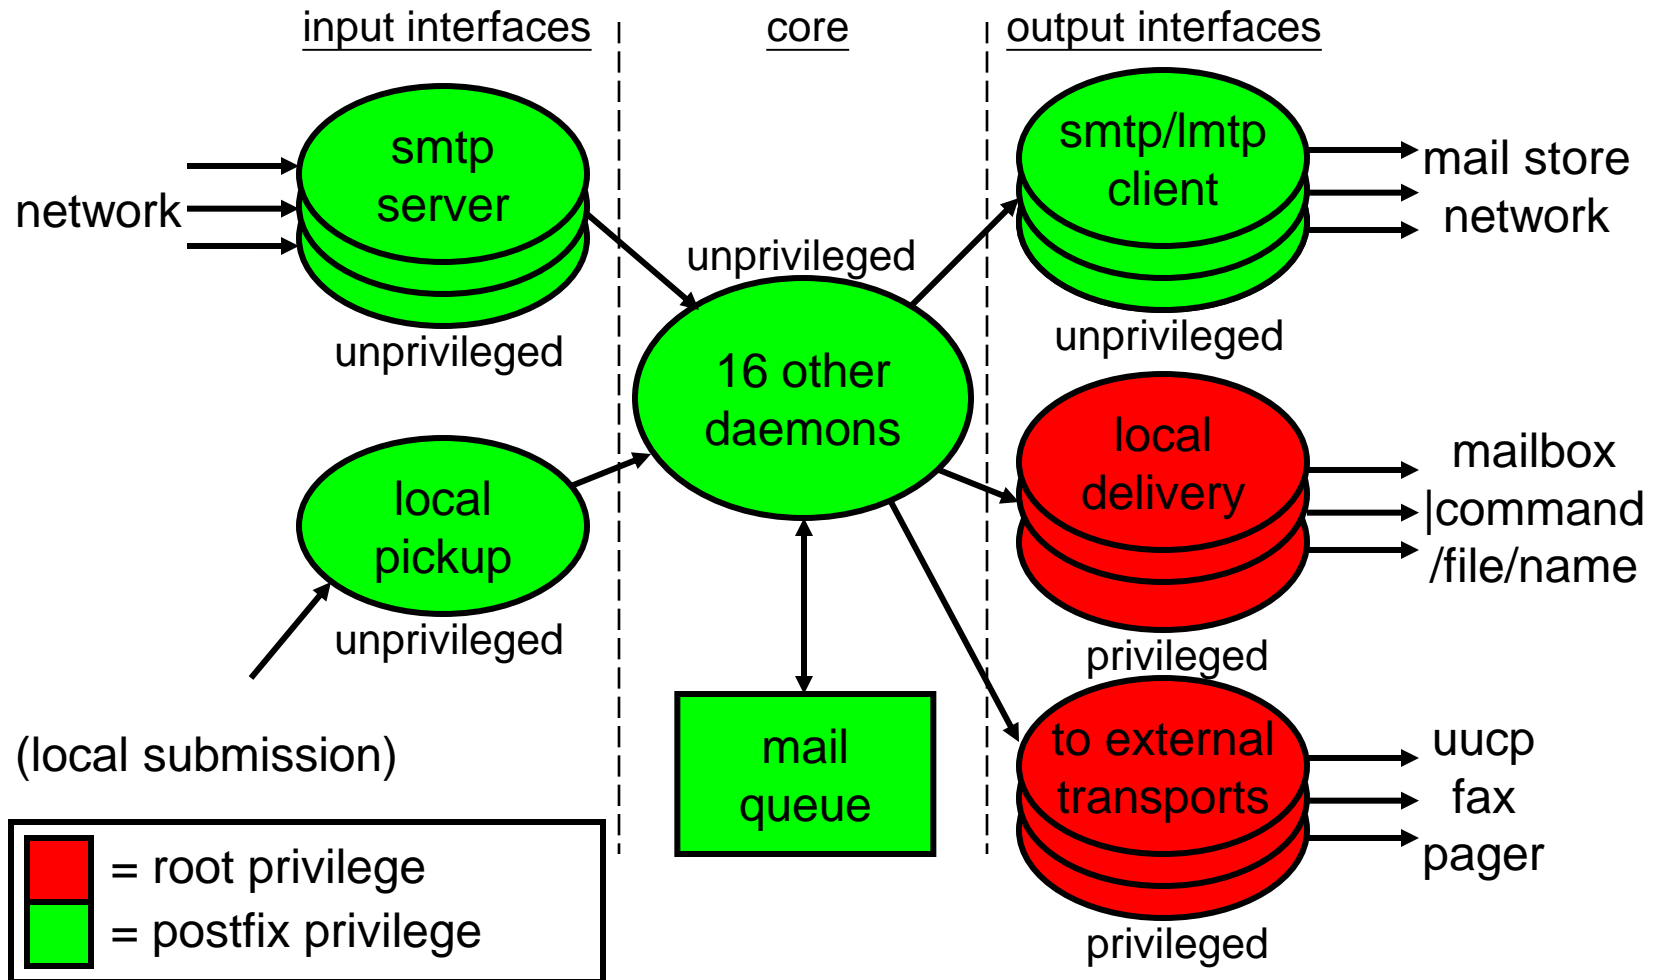 input interfaces
core
output interfaces
network
smtp
server
unprivileged
local
pickup
unprivileged
(local submission)
unprivileged
16 other
daemons
mail
queue
smtp/lmtp
client
unprivileged
mail store
network
local
delivery
privileged
mailbox
|command
/file/name
to external
transports
privileged
uucp
fax
pager
= root privilege
= postfix privilege